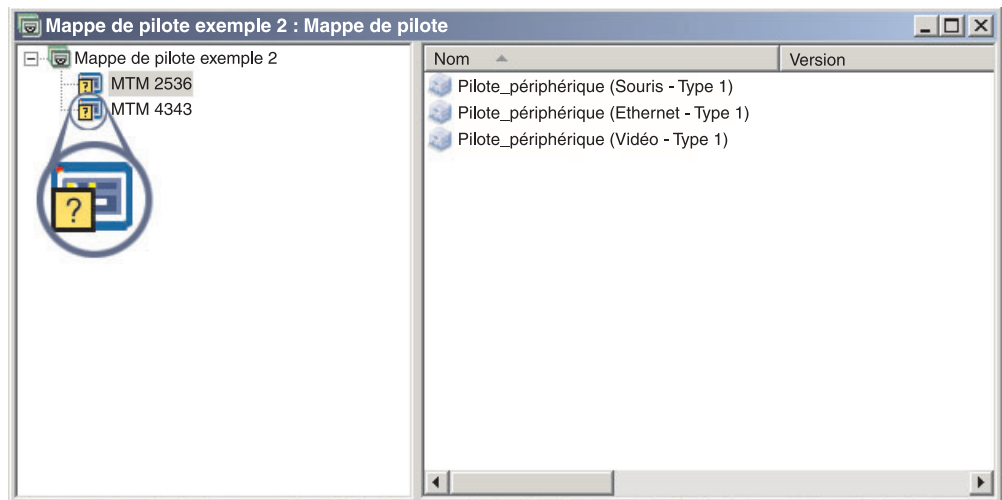 Mappe de pilote exemple 2 : Mappe de pilote
Mappe de pilote exemple 2
MTM 2536
MTM 4343
?
Nom
Version
Pilote_périphérique (Souris - Type 1)
Pilote_périphérique (Ethernet - Type 1)
Pilote_périphérique (Vidéo - Type 1)